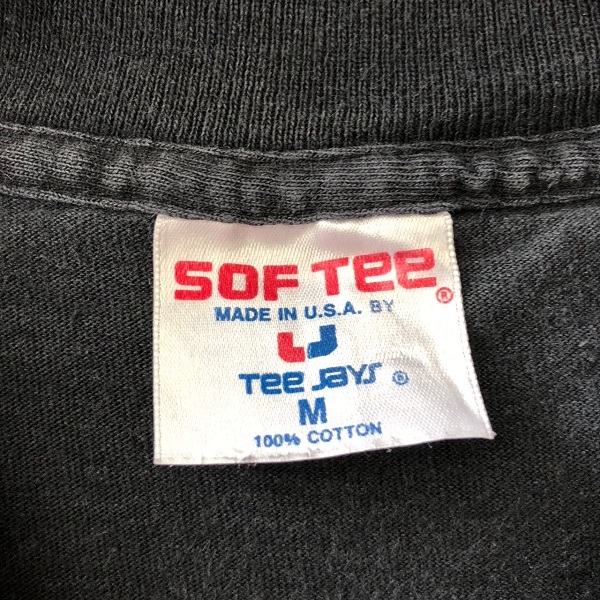 SOF Tee ®
MADE IN U.S.A. BY
Tee Jays ®
M
100% COTTON